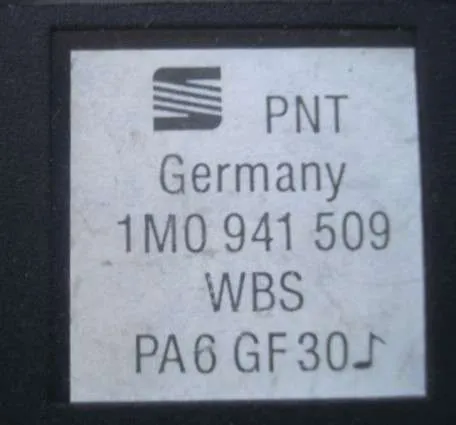 PNT
Germany
1M0 941 509
WBS
PA6 GF30